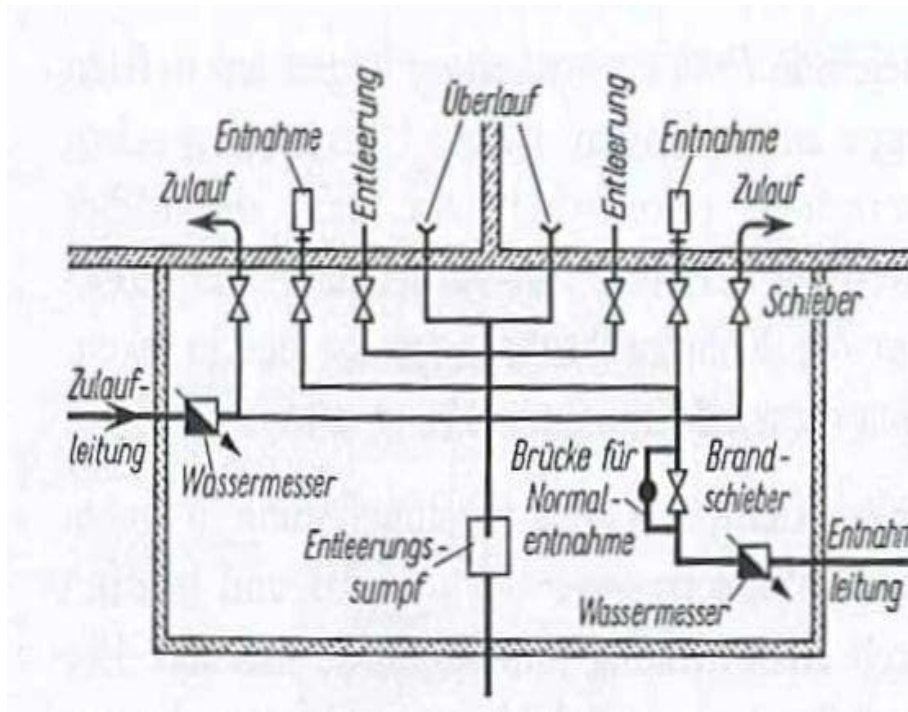 Überlauf
Entleerung
Entleerung
Entnahme
Entnahme
Zulauf
Zulauf
Schieber
Zulauf-
leitung
Wassermesser
Brücke für
Normal-
entnahme
Brand-
schieber
Entleerungs-
sumpf
Entnahm
leitung
Wassermesser